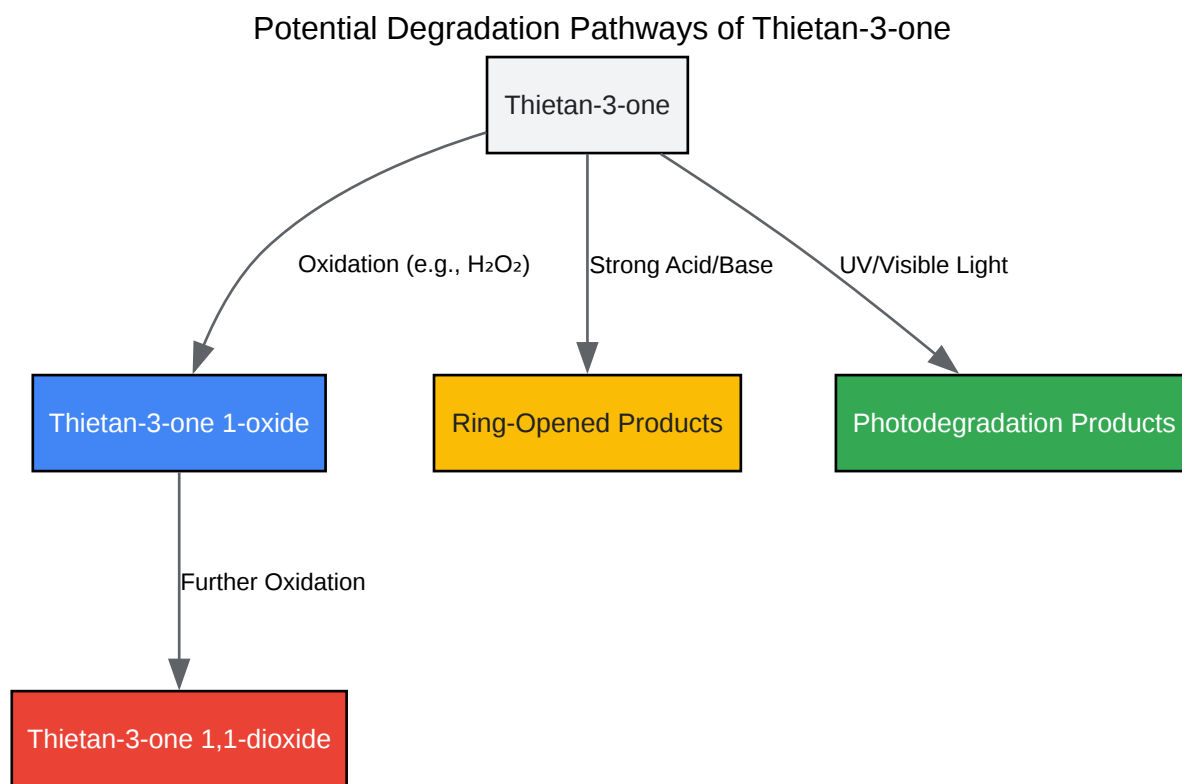 Potential Degradation Pathways of Thietan-3-one
Thietan-3-one
Oxidation (e.g., H₂O₂)
Strong Acid/Base
UV/Visible Light
Thietan-3-one 1-oxide
Ring-Opened Products
Photodegradation Products
Further Oxidation
Thietan-3-one 1,1-dioxide